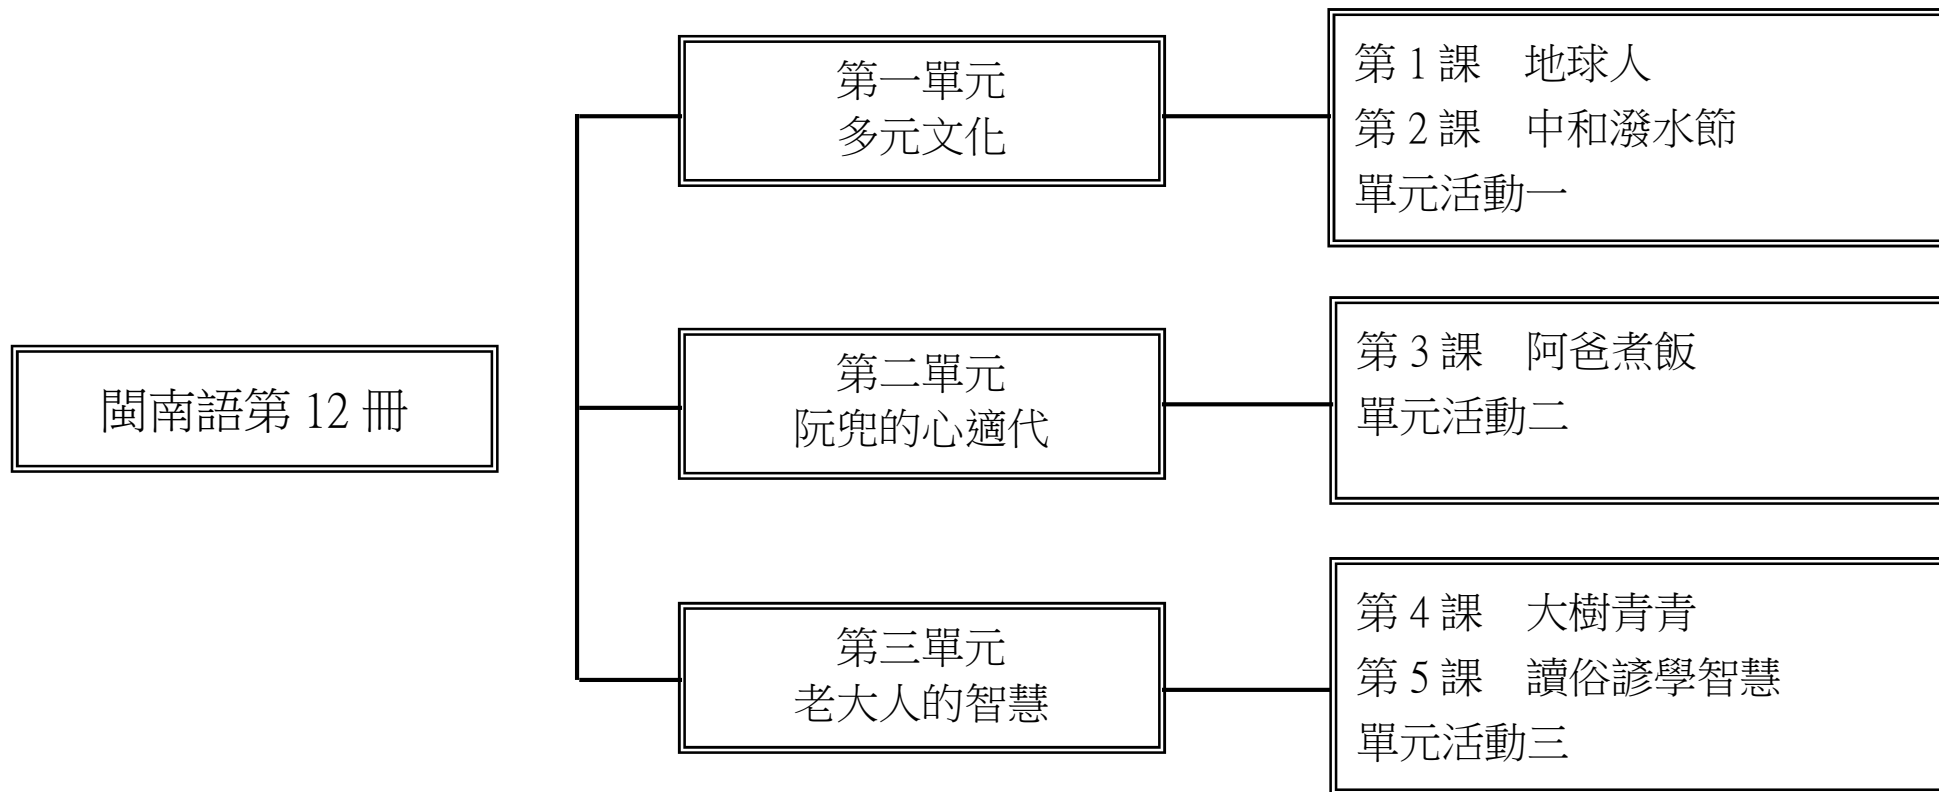 閩南語第 12 冊
第一單元
多元文化
第 1 課　地球人
第 2 課　中和潑水節
單元活動一
第二單元
阮兜的心適代
第 3 課　阿爸煮飯
單元活動二
第三單元
老大人的智慧
第 4 課　大樹青青
第 5 課　讀俗諺學智慧
單元活動三